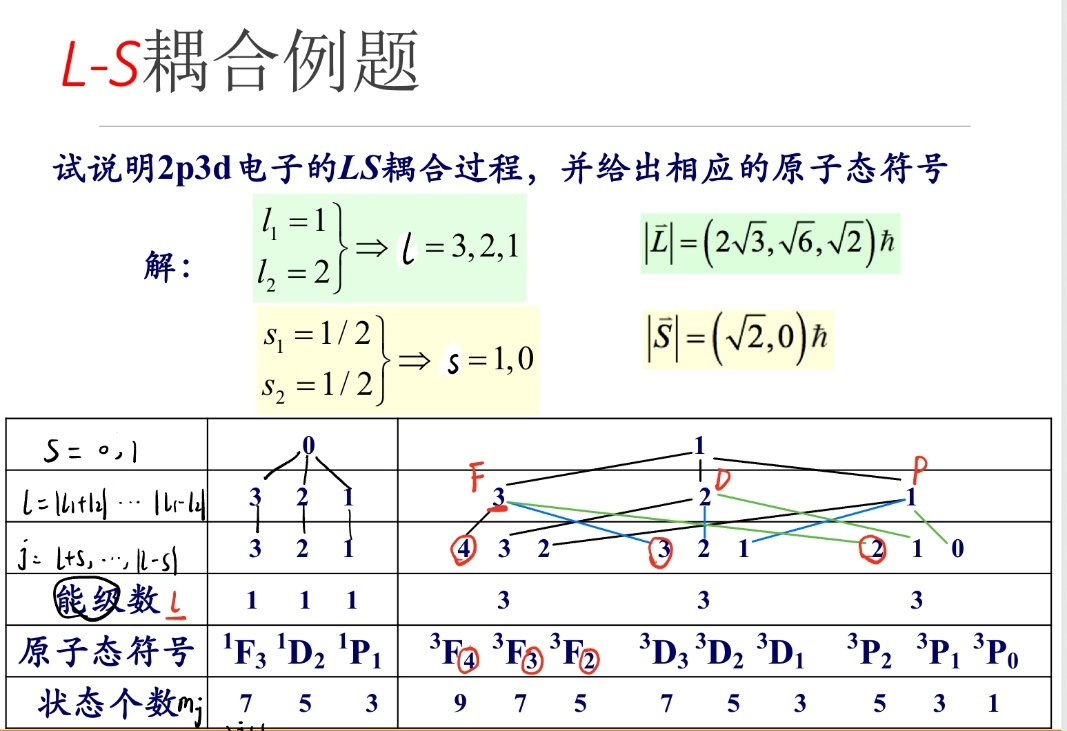 L-S耦合例题
试说明2p3d电子的LS耦合过程，并给出相应的原子态符号
解：
l₁ = 1
l₂ = 2
⇒ l = 3,2,1
|L⃗| = (2√3, √6, √2)ħ
s₁ = 1/2
s₂ = 1/2
⇒ s = 1,0
|S⃗| = (√2, 0)ħ
S = 0,1 0 1
F D P
L = |l₁+l₂| ··· |l₁-l₂| 3 2 1 3 2 1
j = l+s, ···, |l-s| 3 2 1 4 3 2 3 2 1 2 1 0
能级数 L 1 1 1 3 3 3
原子态符号 ¹F₃ ¹D₂ ¹P₁ ³F₄ ³F₃ ³F₂ ³D₃ ³D₂ ³D₁ ³P₂ ³P₁ ³P₀
状态个数 mj 7 5 3 9 7 5 7 5 3 5 3 1